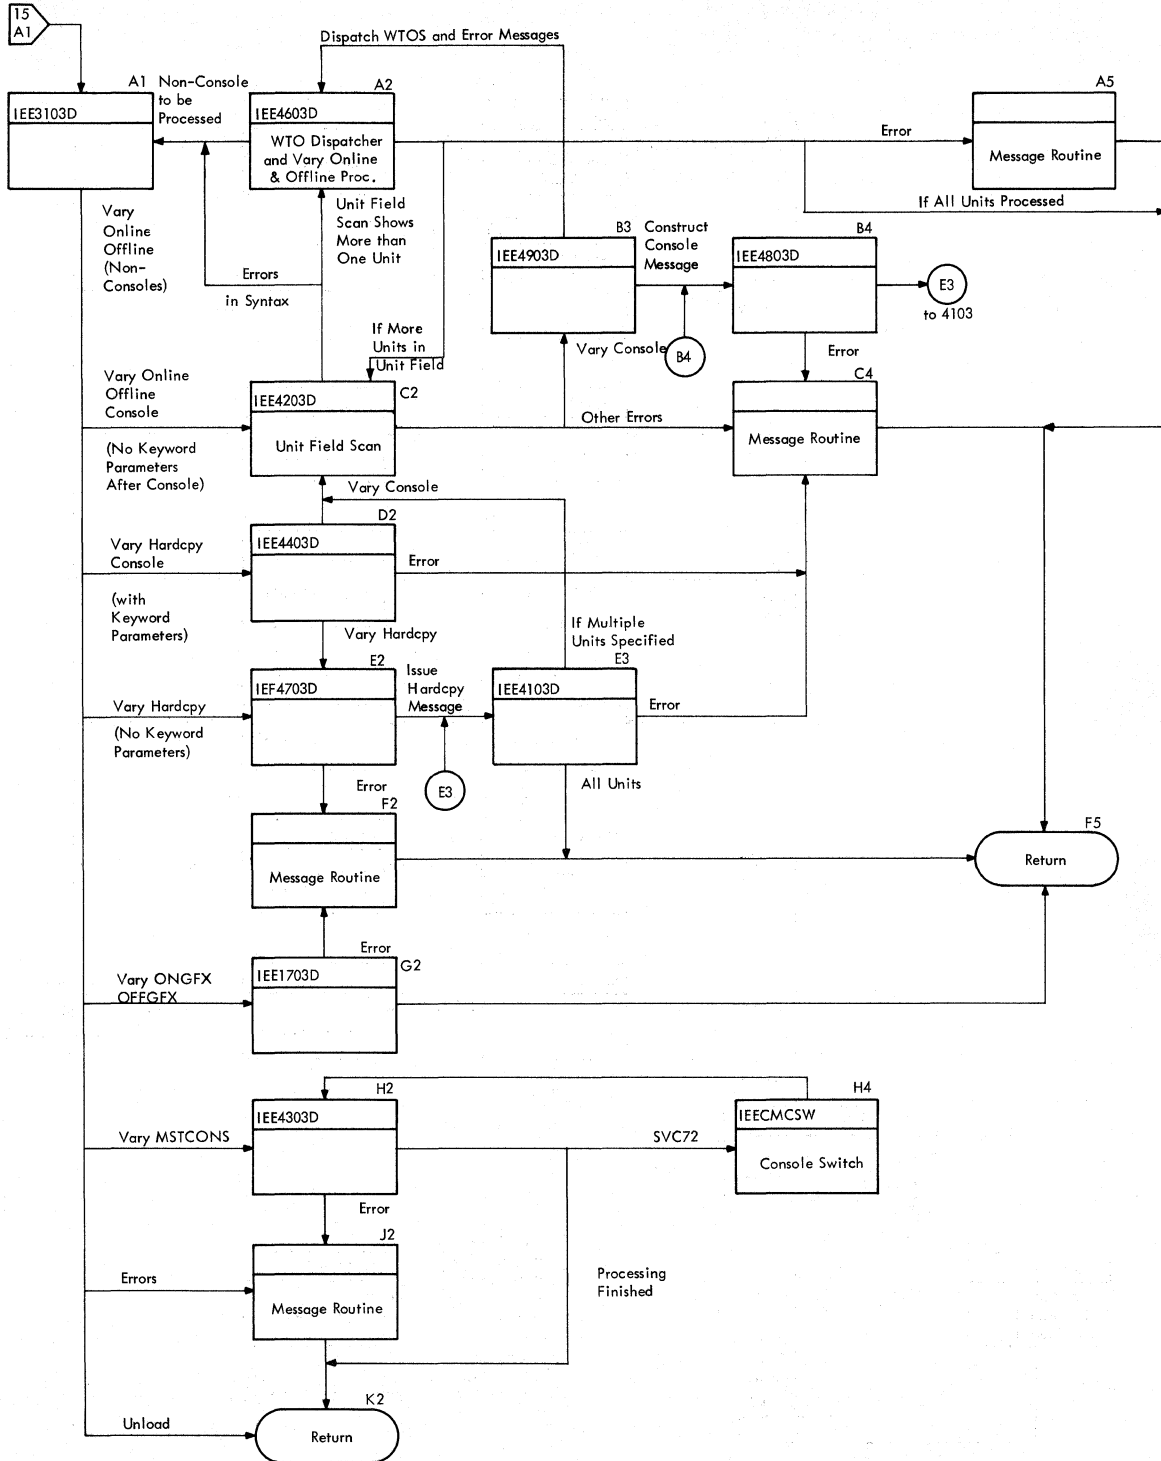 15
A1
Dispatch WTOS and Error Messages
A1
Non-Console
to be
Processed
A2
A5
IEE3103D
IEE4603D
WTO Dispatcher
and Vary Online
& Offline Proc.
Error
Message Routine
If All Units Processed
Vary
Online
Offline
(Non-
Consoles)
Unit Field
Scan Shows
More than
One Unit
Errors
in Syntax
B3
Construct
Console
Message
B4
IEE4903D
IEE4803D
E3
to 4103
If More
Units in
Unit Field
Vary Console
B4
Error
Vary Online
Offline
Console
C2
C4
IEE4203D
Unit Field Scan
Other Errors
Message Routine
(No Keyword
Parameters
After Console)
Vary Console
D2
Vary Hardcpy
Console
IEE4403D
Error
(with
Keyword
Parameters)
Vary Hardcpy
If Multiple
Units Specified
E2
Issue
Hardcpy
Message
E3
IEF4703D
IEE4103D
Vary Hardcpy
Error
(No Keyword
Parameters)
Error
E3
All Units
F2
F5
Message Routine
Return
Error
G2
Vary ONGFX
OFFGFX
IEE1703D
H2
H4
IEE4303D
IEECMCSW
Vary MSTCONS
SVC72
Console Switch
Error
J2
Errors
Message Routine
Processing
Finished
K2
Unload
Return